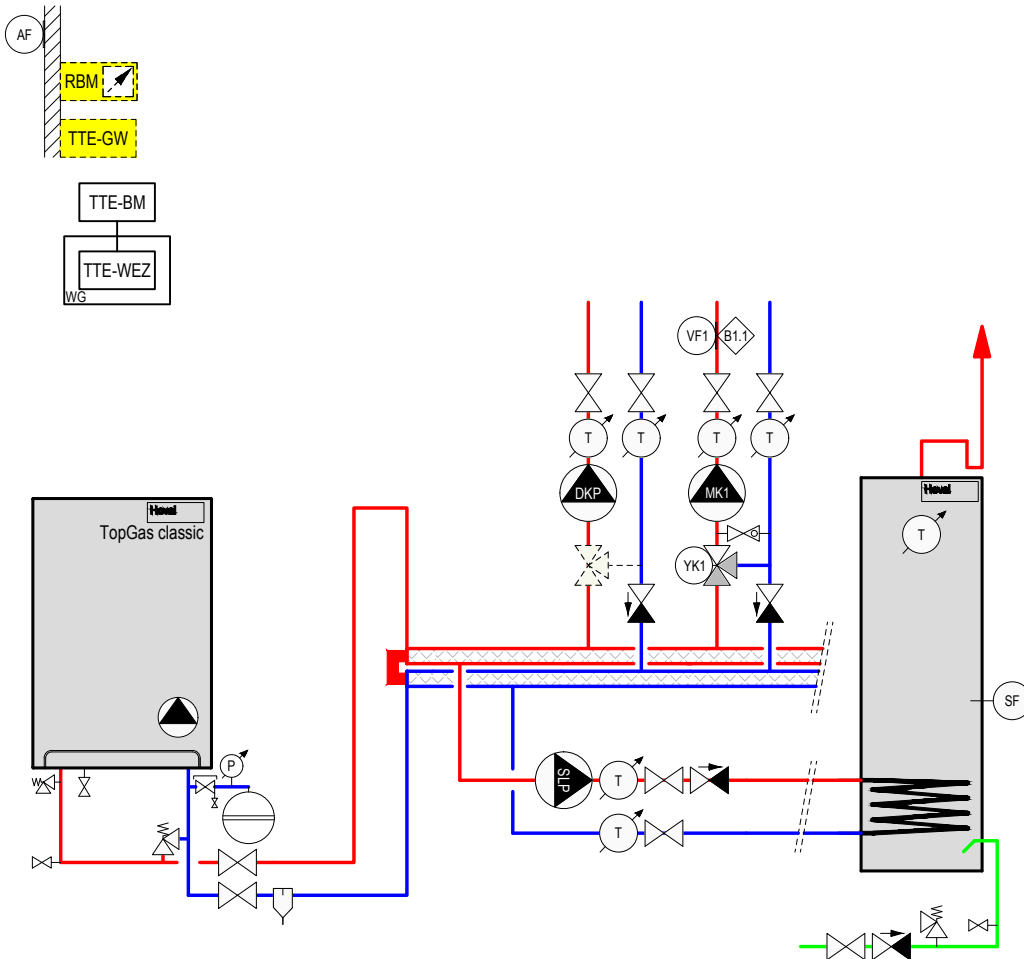 AF
RBM
TTE-GW
TTE-BM
TTE-WEZ
WG
VF1 B1.1
T T T T
DKP MK1
YK1
Hoval
TopGas classic
Hoval
T
SF
P
SLP T
T